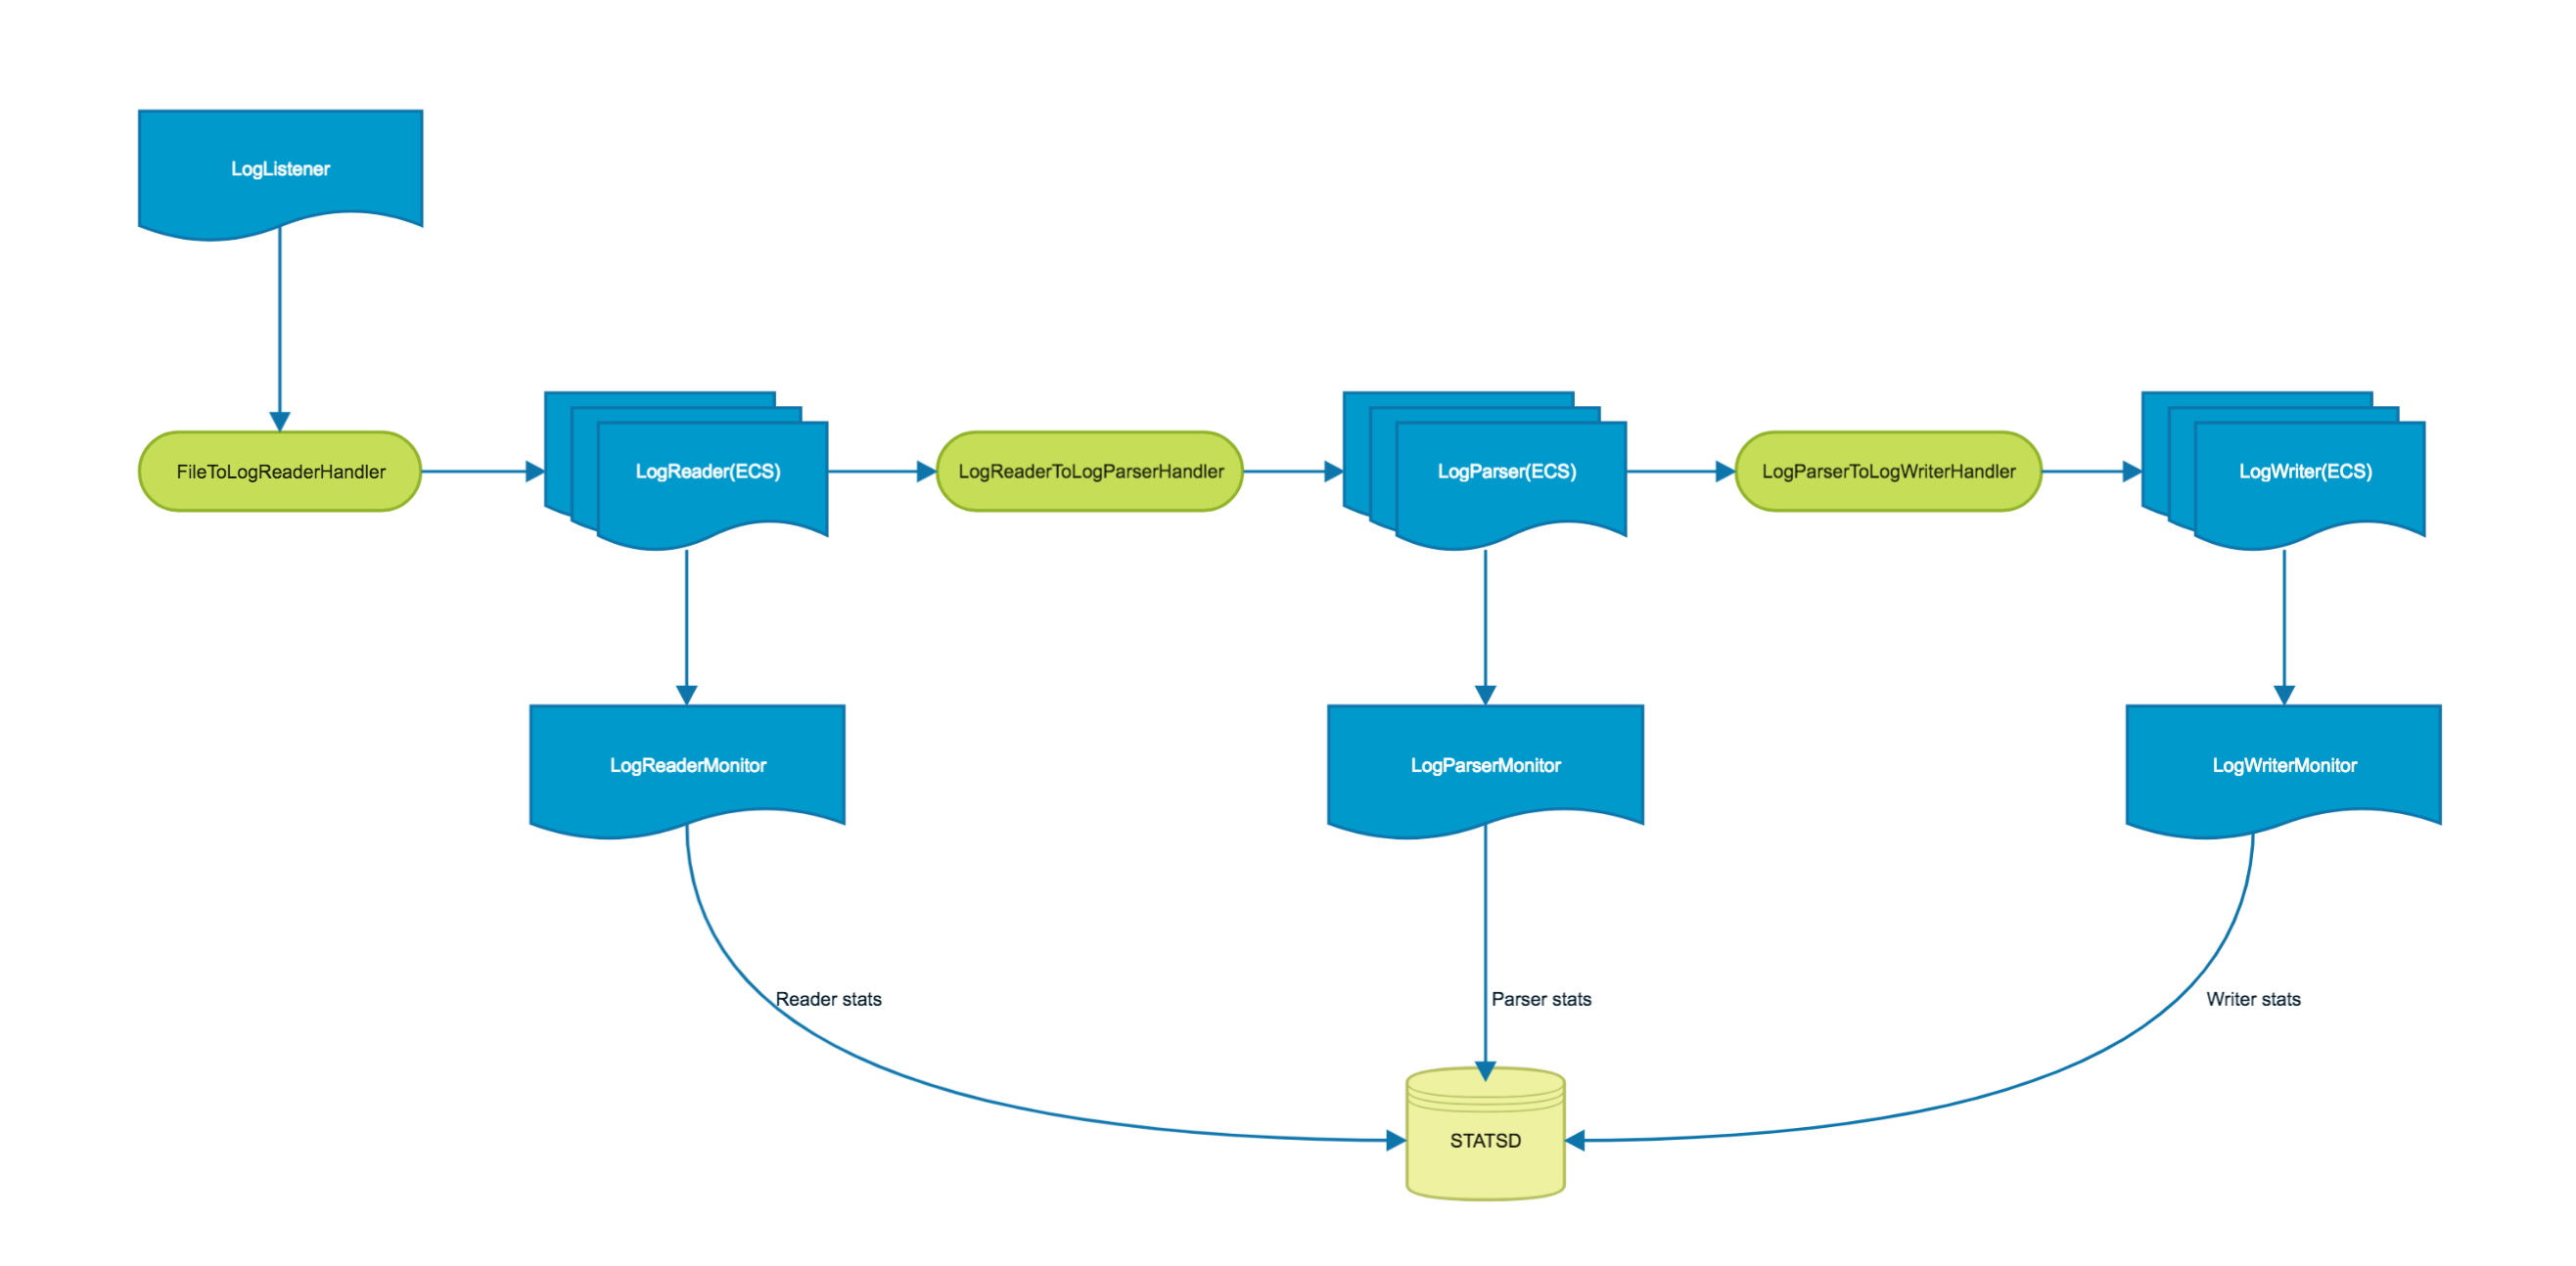 LogListener
FileToLogReaderHandler
LogReader(ECS)
LogReaderToLogParserHandler
LogParser(ECS)
LogParserToLogWriterHandler
LogWriter(ECS)
LogReaderMonitor
LogParserMonitor
LogWriterMonitor
Reader stats
Parser stats
Writer stats
STATSD